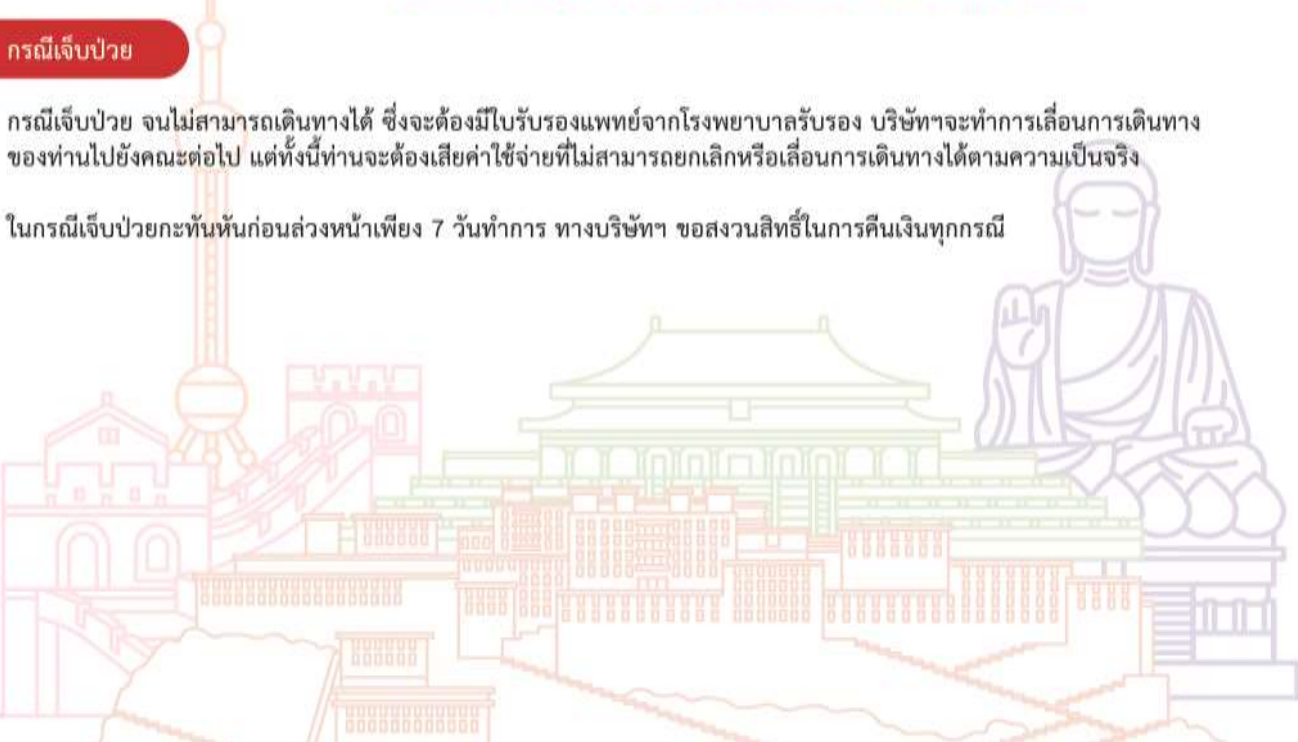 กรณีเจ็บป่วย
กรณีเจ็บป่วย จนไม่สามารถเดินทางได้ ซึ่งจะต้องมีใบรับรองแพทย์จากโรงพยาบาลรับรอง บริษัทฯจะทำการเลื่อนการเดินทาง
ของท่านไปยังคณะต่อไป แต่ทั้งนี้ท่านจะต้องเสียค่าใช้จ่ายที่ไม่สามารถยกเลิกหรือเลื่อนการเดินทางได้ตามความเป็นจริง
ในกรณีเจ็บป่วยกะทันหันก่อนล่วงหน้าเพียง 7 วันทำการ ทางบริษัทฯ ขอสงวนสิทธิ์ในการคืนเงินทุกกรณี